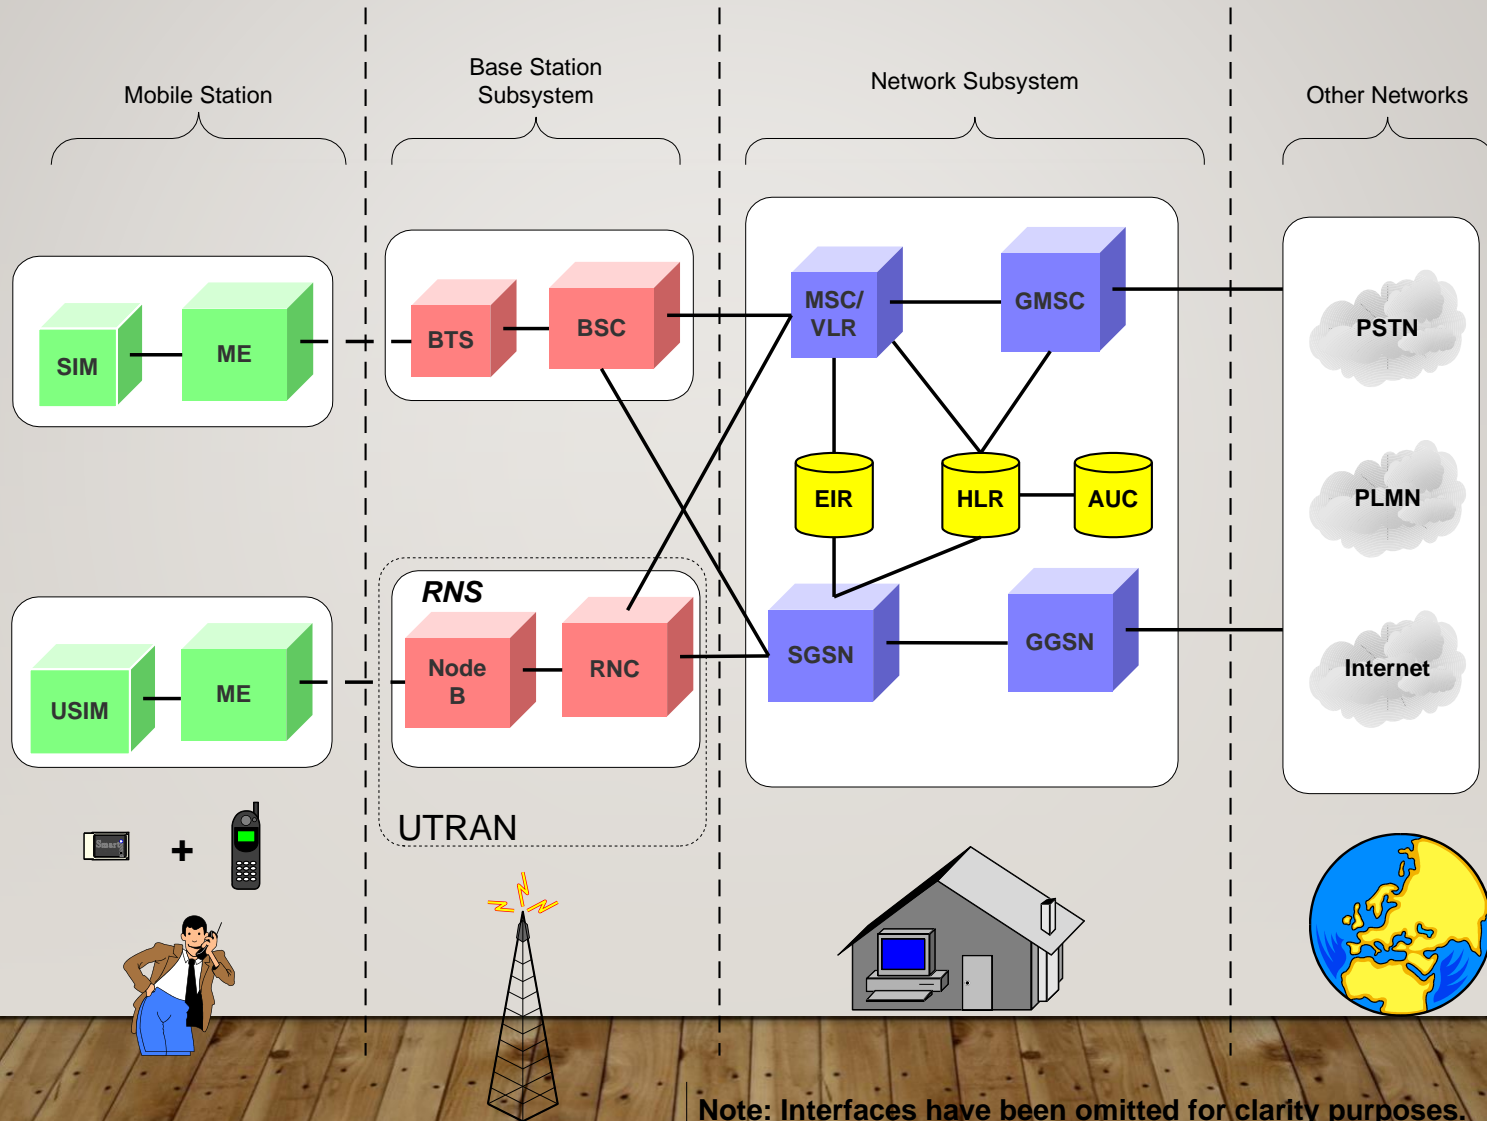 Mobile Station
Base Station
Subsystem
Network Subsystem
Other Networks
SIM
ME
BTS
BSC
MSC/
VLR
GMSC
PSTN
EIR
HLR
AUC
PLMN
RNS
USIM
ME
Node
B
RNC
SGSN
GGSN
Internet
UTRAN
Smart
+
Note: Interfaces have been omitted for clarity purposes.